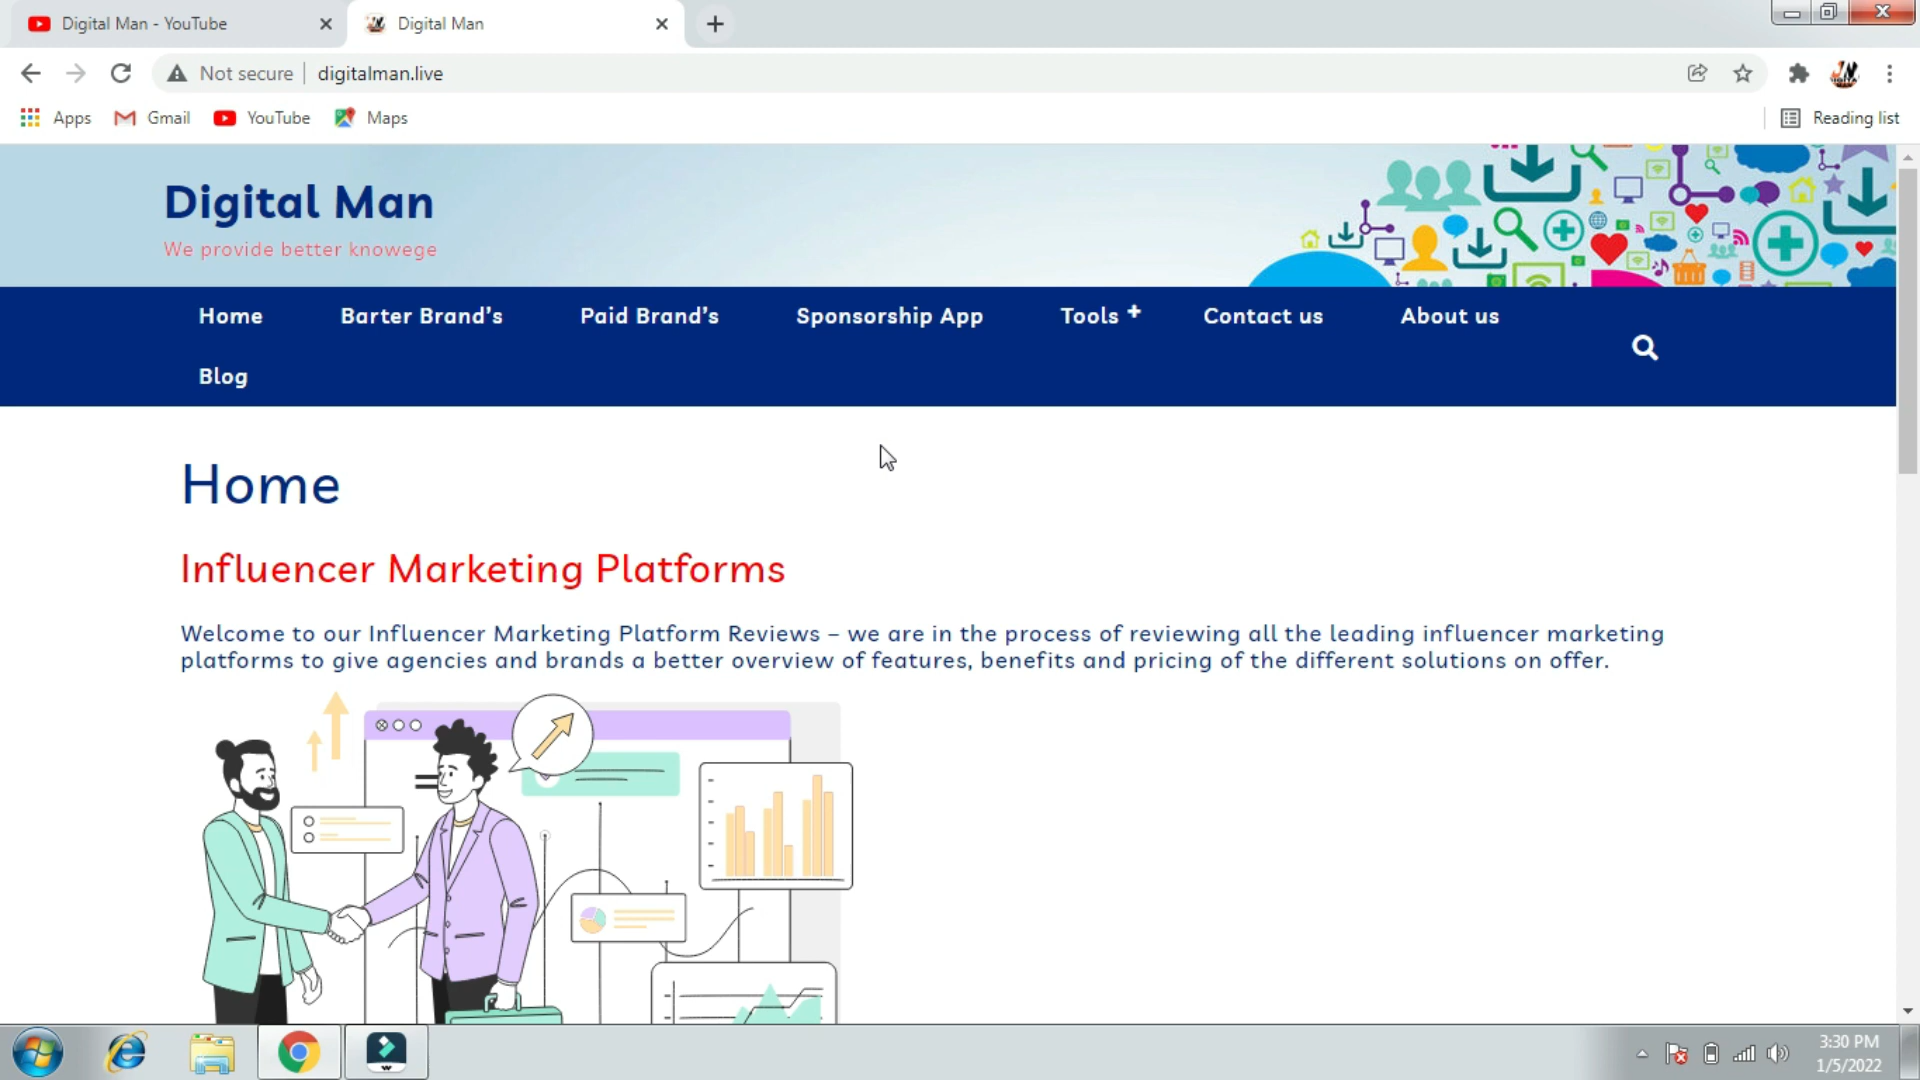 Digital Man - YouTube
Digital Man
Not secure
digitalman.live
Apps
Gmail
YouTube
Maps
Reading list
Digital Man
We provide better knowege
Home
Barter Brand’s
Paid Brand’s
Sponsorship App
Tools +
Contact us
About us
Blog
Home
Influencer Marketing Platforms
Welcome to our Influencer Marketing Platform Reviews – we are in the process of reviewing all the leading influencer marketing
platforms to give agencies and brands a better overview of features, benefits and pricing of the different solutions on offer.
3:30 PM
1/5/2022